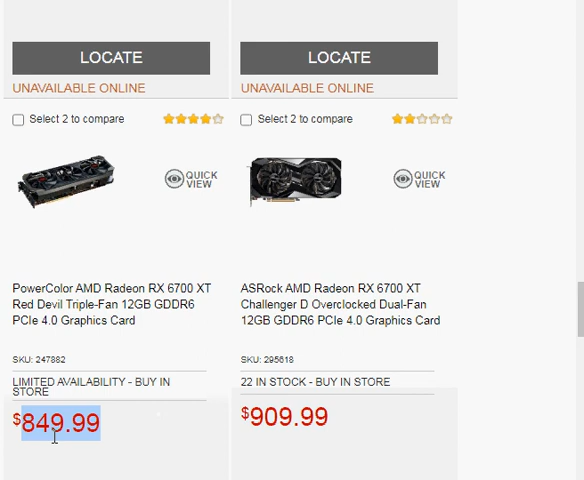 LOCATE
UNAVAILABLE ONLINE
Select 2 to compare
QUICK
VIEW
PowerColor AMD Radeon RX 6700 XT
Red Devil Triple-Fan 12GB GDDR6
PCIe 4.0 Graphics Card
SKU: 247882
LIMITED AVAILABILITY - BUY IN
STORE
$849.99
LOCATE
UNAVAILABLE ONLINE
Select 2 to compare
QUICK
VIEW
ASRock AMD Radeon RX 6700 XT
Challenger D Overclocked Dual-Fan
12GB GDDR6 PCIe 4.0 Graphics Card
SKU: 295618
22 IN STOCK - BUY IN STORE
$909.99